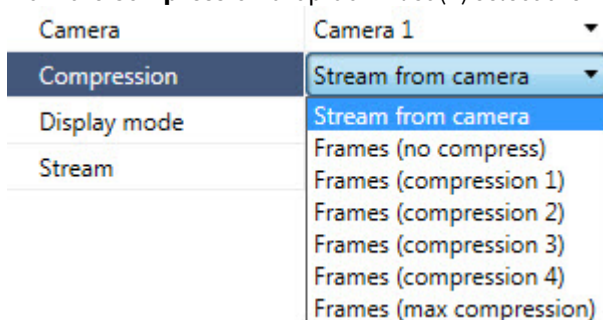 Camera Camera 1
Compression Stream from camera
Display mode
Stream
Stream from camera
Frames (no compress)
Frames (compression 1)
Frames (compression 2)
Frames (compression 3)
Frames (compression 4)
Frames (max compression)